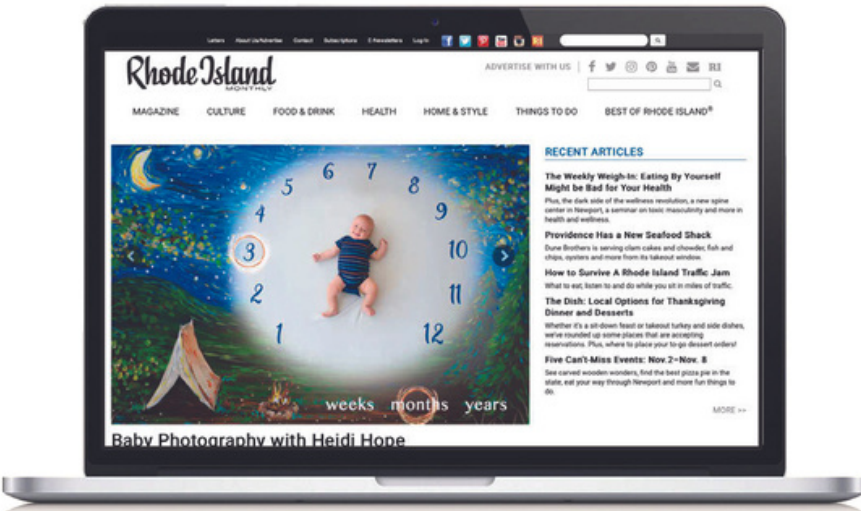 Letters About Us/Advertise Contact Subscriptions E-Newsletters Log In
Rhode Island
MONTHLY
ADVERTISE WITH US
RI
MAGAZINE CULTURE FOOD & DRINK HEALTH HOME & STYLE THINGS TO DO BEST OF RHODE ISLAND®
1
2
3
4
5
6
7
8
9
10
11
12
weeks months years
Baby Photography with Heidi Hope
RECENT ARTICLES
The Weekly Weigh-In: Eating By Yourself
Might be Bad for Your Health
Plus, the dark side of the wellness revolution, a new spine
center in Newport, a seminar on toxic masculinity and more in
health and wellness.
Providence Has a New Seafood Shack
Dune Brothers is serving clam cakes and chowder, fish and
chips, oysters and more from its takeout window.
How to Survive A Rhode Island Traffic Jam
What to eat, listen to and do while you sit in miles of traffic.
The Dish: Local Options for Thanksgiving
Dinner and Desserts
Whether it's a sit-down feast or takeout turkey and side dishes,
we've rounded up some places that are accepting
reservations. Plus, where to place your to-go dessert orders!
Five Can't-Miss Events: Nov.2–Nov. 8
See carved wooden wonders, find the best pizza pie in the
state, eat your way through Newport and more fun things to
do.
MORE >>